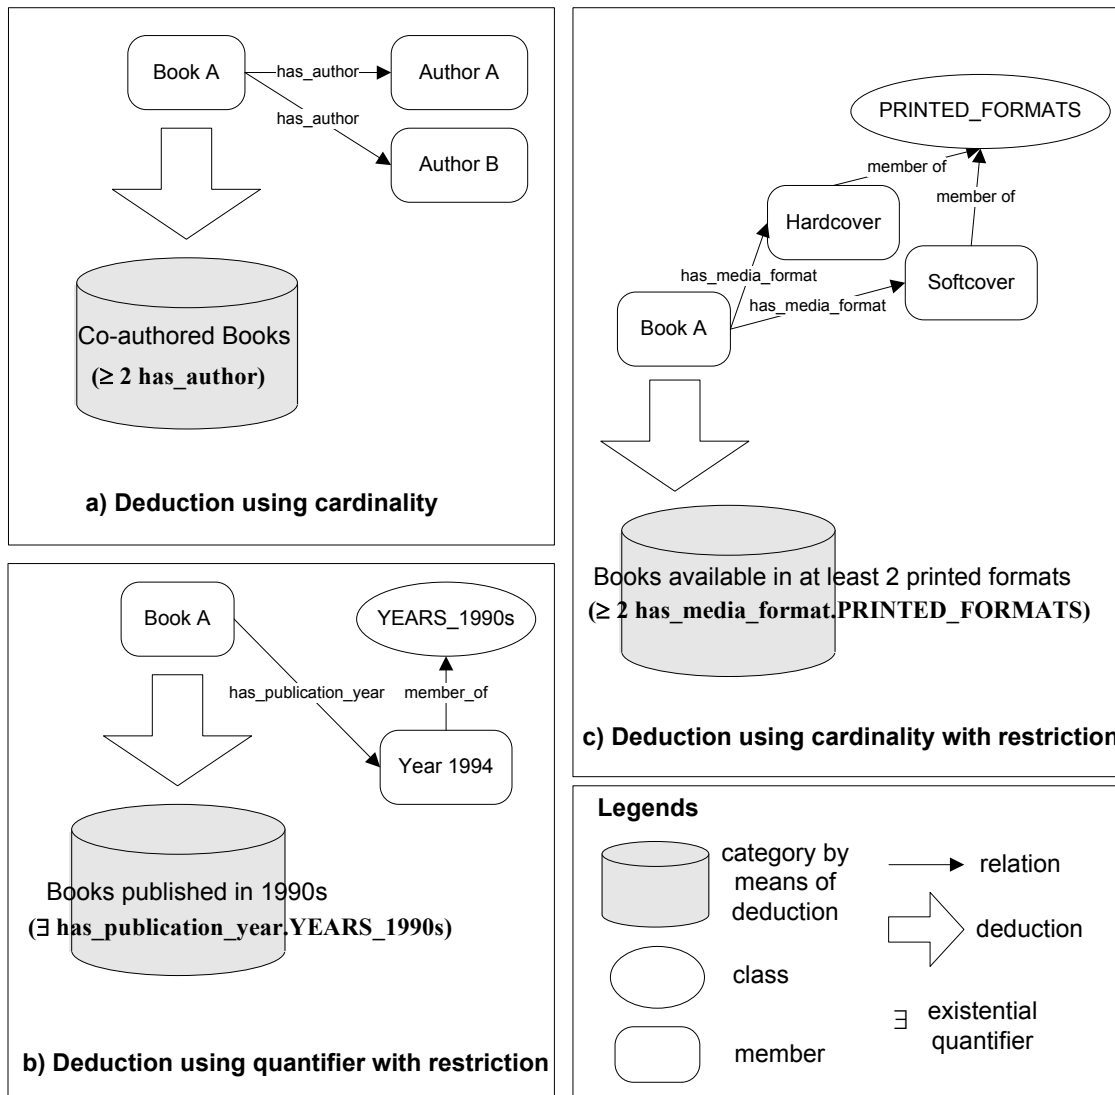 Book A
has_author
Author A
has_author
Author B
Co-authored Books
(≥ 2 has_author)
a) Deduction using cardinality
Book A
YEARS_1990s
has_publication_year
member_of
Year 1994
Books published in 1990s
(∃ has_publication_year.YEARS_1990s)
b) Deduction using quantifier with restriction
PRINTED_FORMATS
member of
member of
Hardcover
has_media_format
Softcover
has_media_format
Book A
Books available in at least 2 printed formats
(≥ 2 has_media_format.PRINTED_FORMATS)
c) Deduction using cardinality with restriction
Legends
category by
means of
deduction
relation
deduction
class
∃
existential
quantifier
member